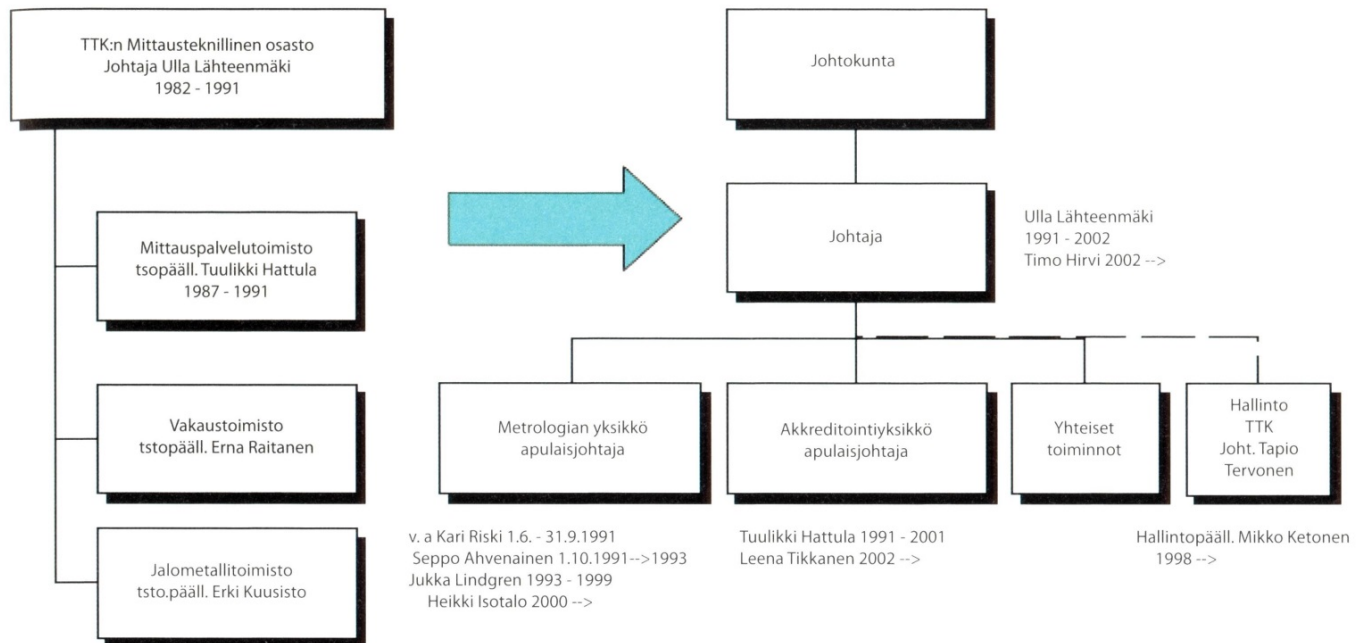 TTK:n Mittausteknillinen osasto
Johtaja Ulla Lähteenmäki
1982 - 1991
Mittauspalvelutoimisto
tsopääll. Tuulikki Hattula
1987 - 1991
Vakaustoimisto
tstopääll. Erna Raitanen
Jalometallitoimisto
tsto.pääll. Erki Kuusisto
Johtokunta
Johtaja
Ulla Lähteenmäki
1991 - 2002
Timo Hirvi 2002 -->
Metrologian yksikkö
apulaisjohtaja
v. a Kari Riski 1.6. - 31.9.1991
Seppo Ahvenainen 1.10.1991-->1993
Jukka Lindgren 1993 - 1999
Heikki Isotalo 2000 -->
Akkreditointiyksikkö
apulaisjohtaja
Tuulikki Hattula 1991 - 2001
Leena Tikkanen 2002 -->
Yhteiset
toiminnot
Hallinto
TTK
Joht. Tapio
Tervonen
Hallintopääll. Mikko Ketonen
1998 -->